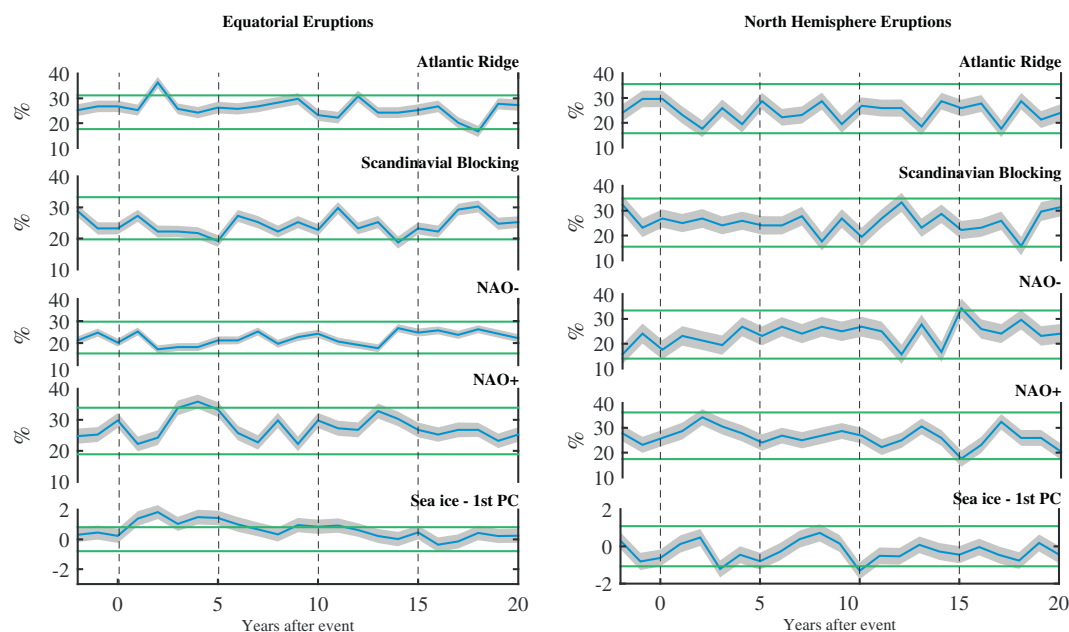 Equatorial Eruptions
Atlantic Ridge
40
30
20
10
%
Scandinavial Blocking
40
30
20
10
%
NAO-
40
30
20
10
%
NAO+
40
30
20
10
%
Sea ice - 1st PC
2
0
-2
0 5 10 15 20
Years after event
North Hemisphere Eruptions
Atlantic Ridge
40
30
20
10
%
Scandinavian Blocking
40
30
20
10
%
NAO-
40
30
20
10
%
NAO+
40
30
20
10
%
Sea ice - 1st PC
2
0
-2
0 5 10 15 20
Years after event